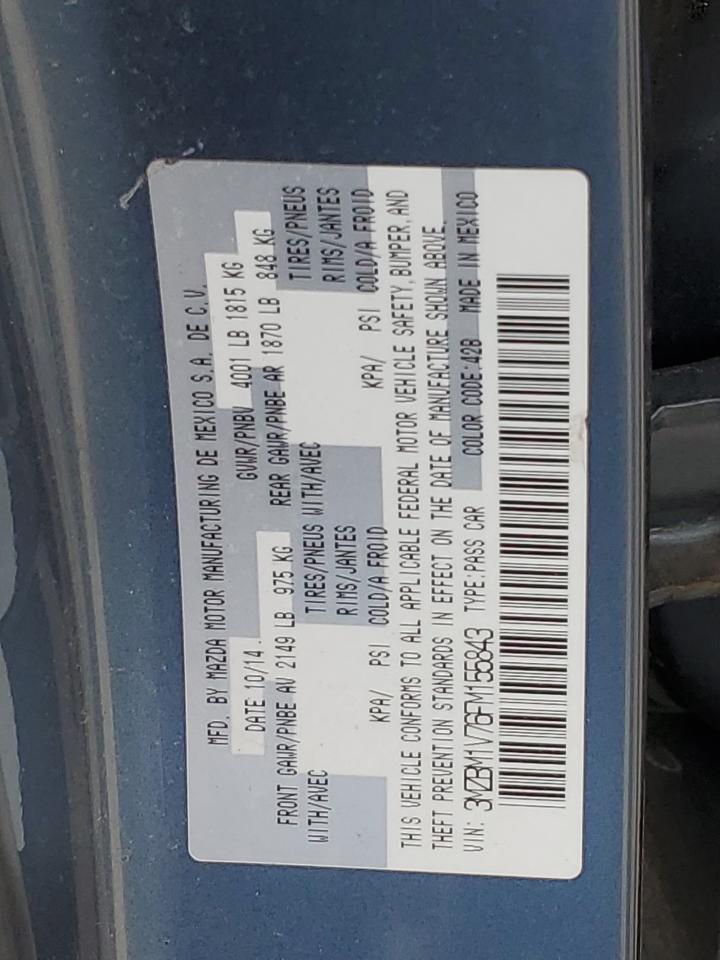 MFD. BY MAZDA MOTOR MANUFACTURING DE MEXICO S.A. DE C.V.
DATE 10/14 GVWR/PNBV 4001 LB 1815 KG
FRONT GAWR/PNBE AV 2149 LB 975 KG REAR GAWR/PNBE AR 1870 LB 848 KG
WITH/AVEC TIRES/PNEUS WITH/AVEC TIRES/PNEUS
RIMS/JANTES RIMS/JANTES
KPA/ PSI COLD/A FROID KPA/ PSI COLD/A FROID
THIS VEHICLE CONFORMS TO ALL APPLICABLE FEDERAL MOTOR VEHICLE SAFETY, BUMPER, AND
THEFT PREVENTION STANDARDS IN EFFECT ON THE DATE OF MANUFACTURE SHOWN ABOVE.
VIN: 3MZBM1V76FM155843 TYPE:PASS CAR COLOR CODE:42B MADE IN MEXICO